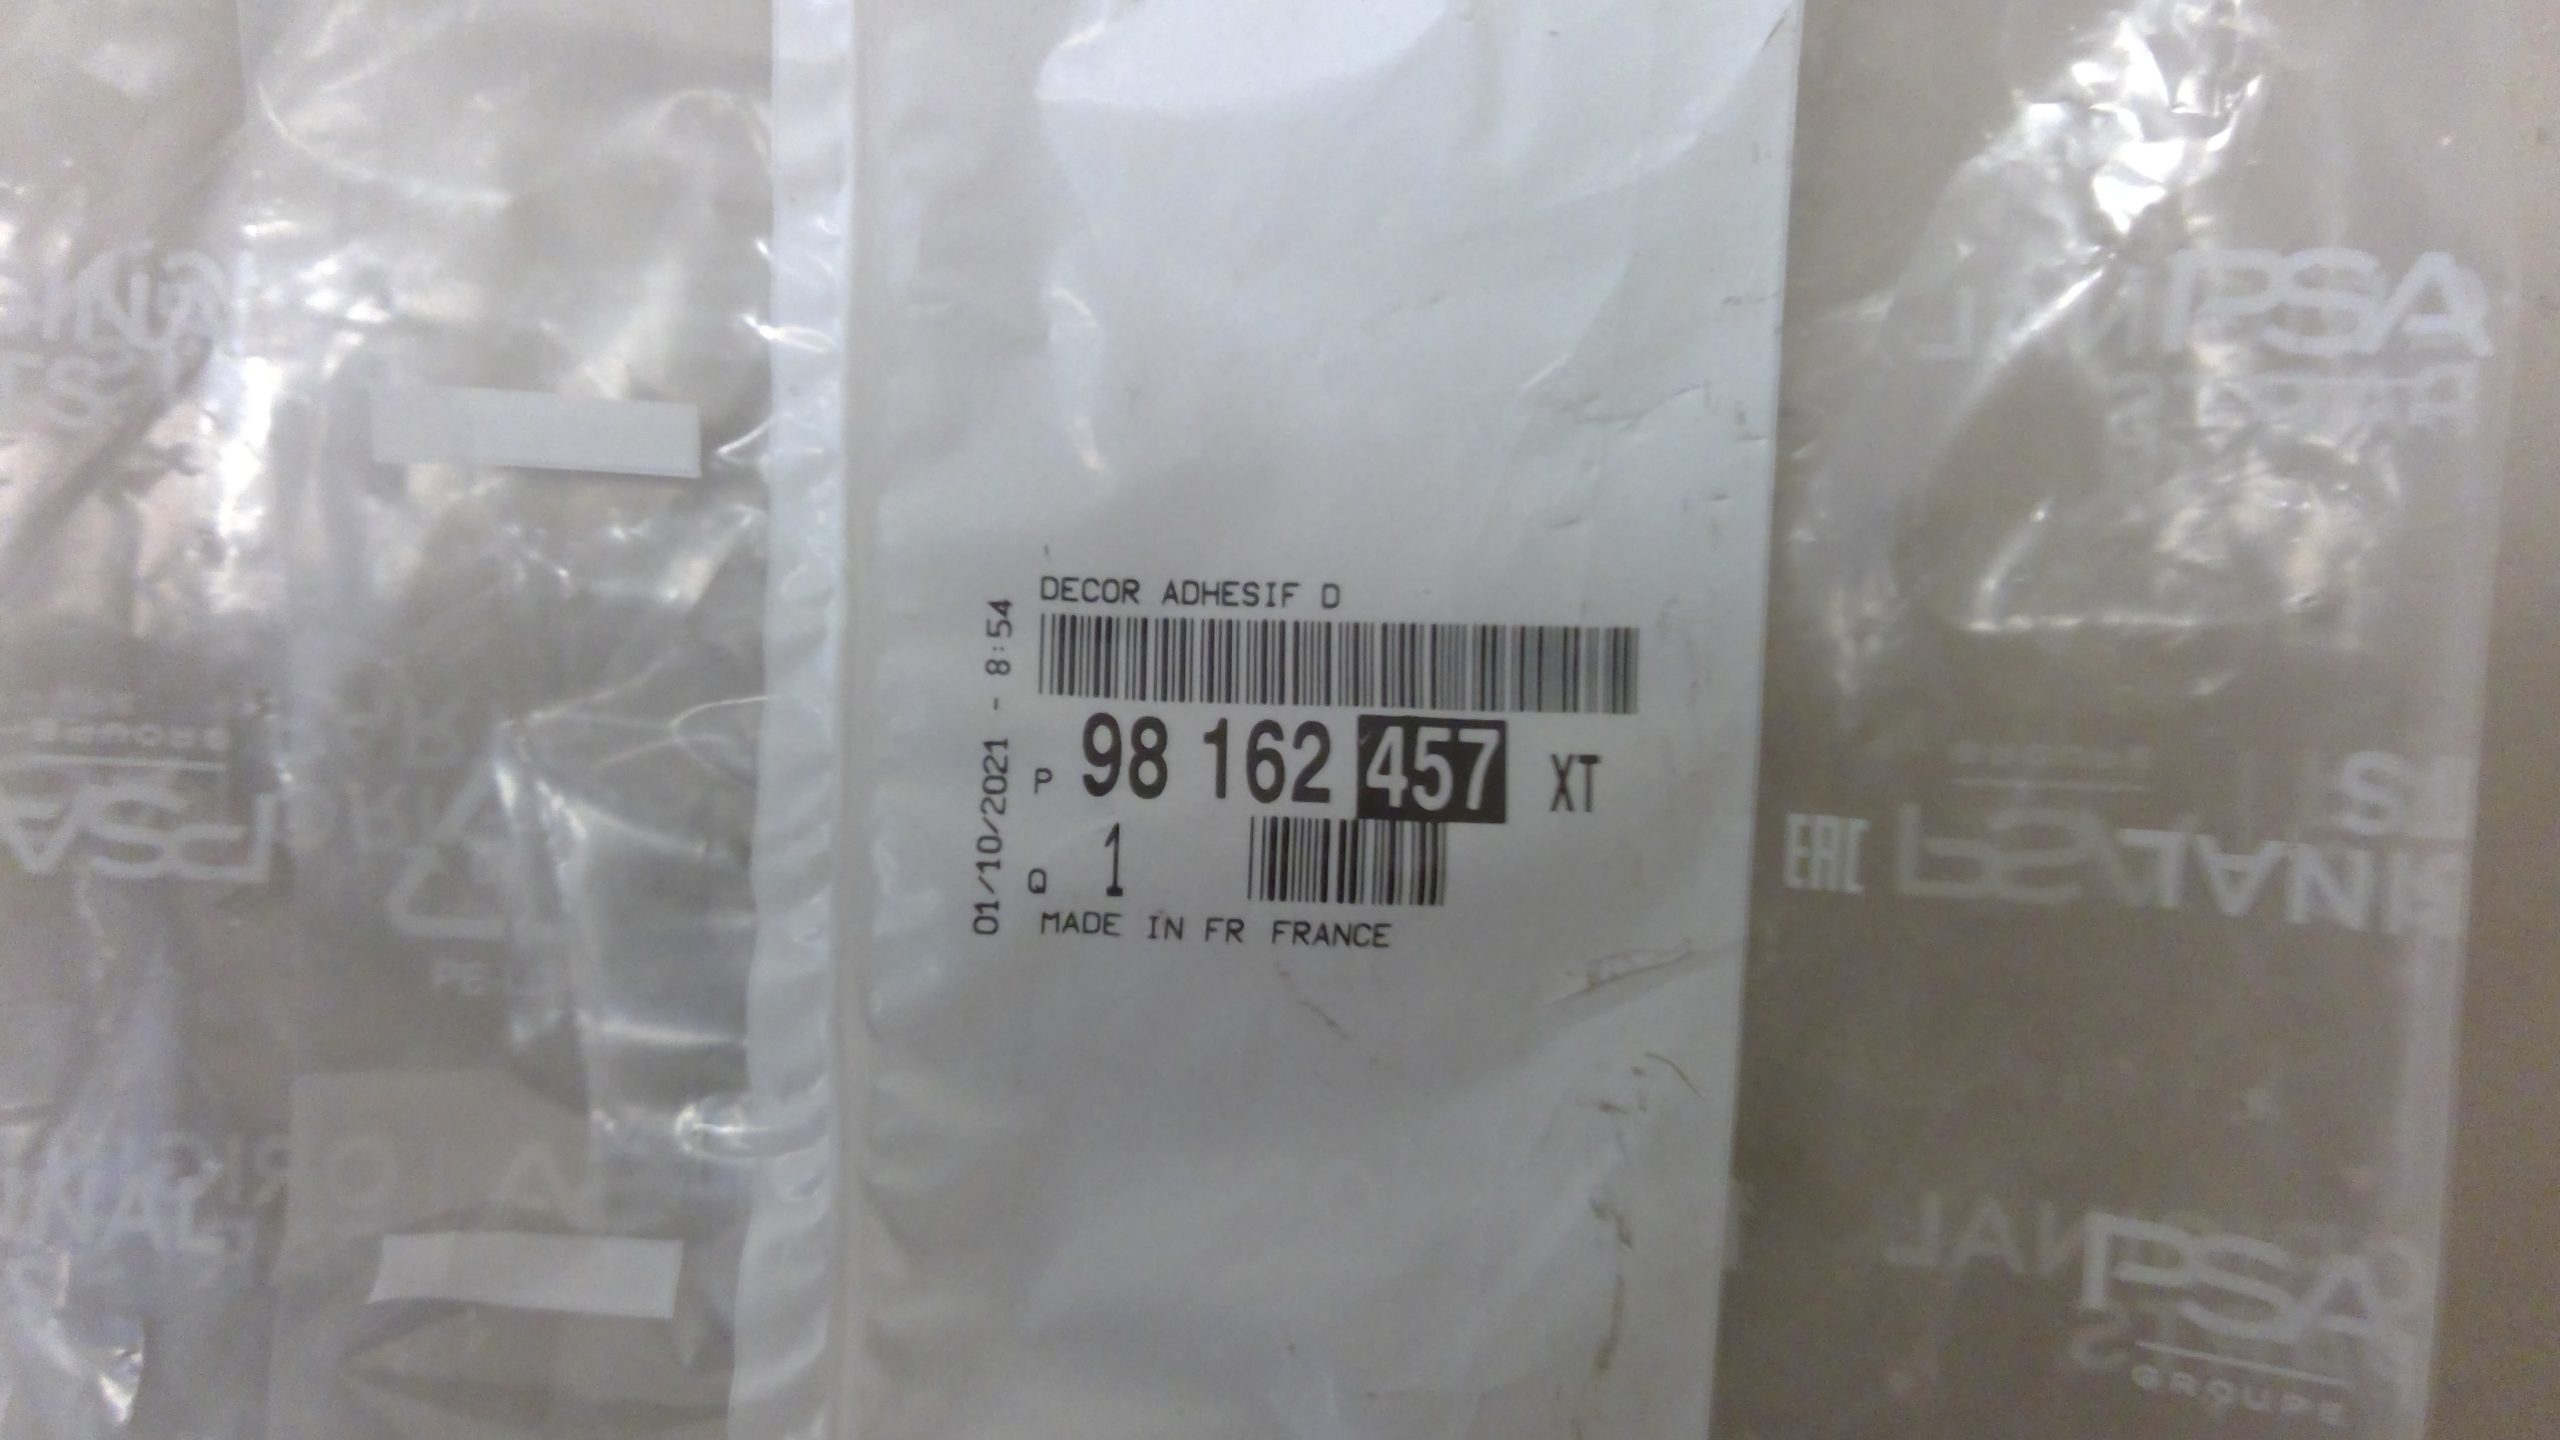 DECOR ADHESIF D
01/10/2021 - 8:54
P 98 162 457 XT
Q 1
MADE IN FR FRANCE
PSA
EAC
PSA
GROUPE